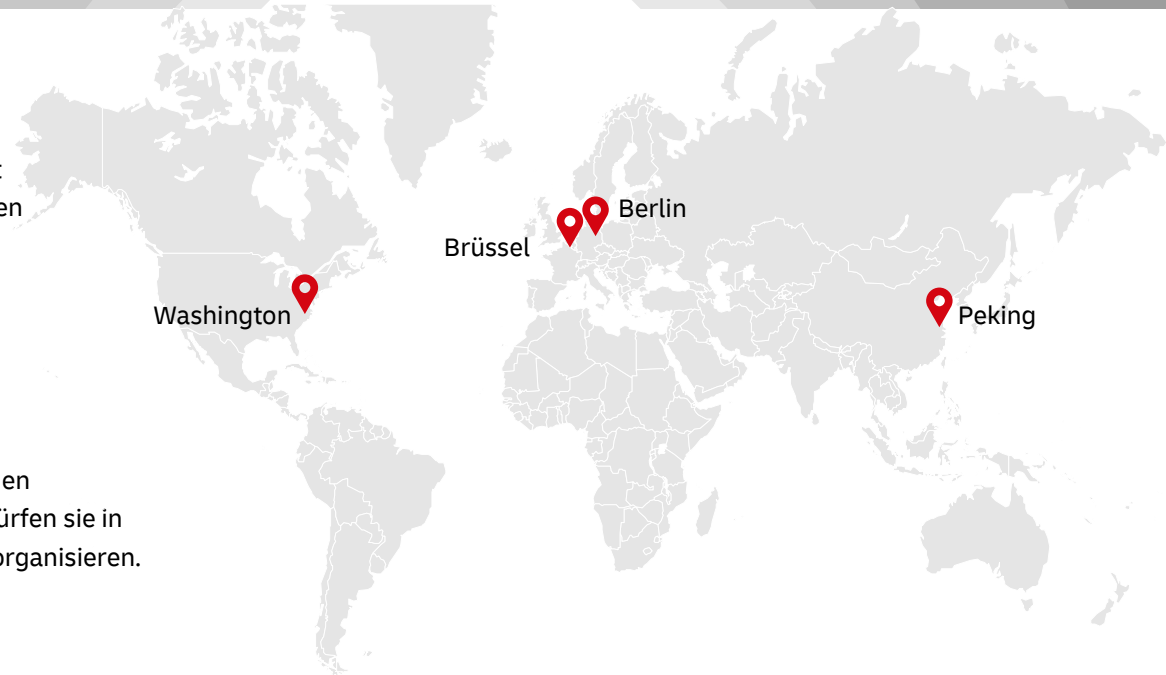 en
Berlin
Brüssel
Washington
Peking
en
ürfen sie in
organisieren.